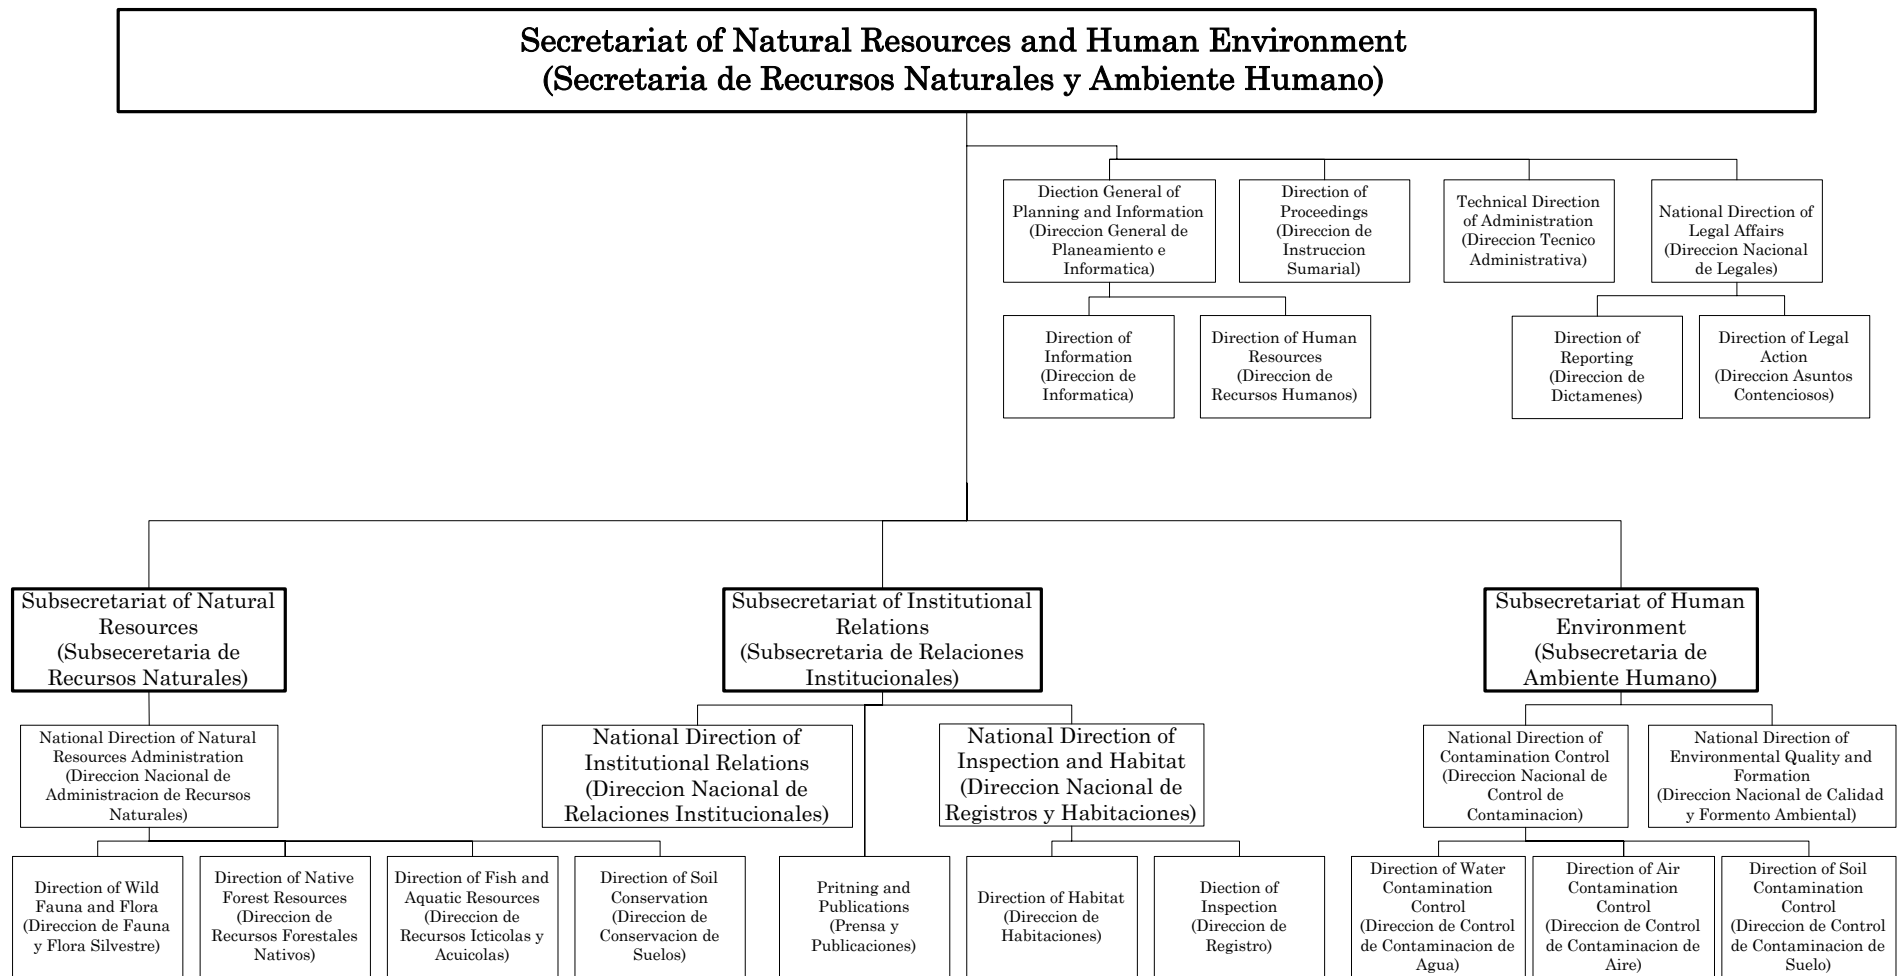 Secretariat of Natural Resources and Human Environment
(Secretaria de Recursos Naturales y Ambiente Humano)
Diection General of
Planning and Information
(Direccion General de
Planeamiento e
Informatica)
Direction of
Proceedings
(Direccion de
Instruccion
Sumarial)
Technical Direction
of Administration
(Direccion Tecnico
Administrativa)
National Direction of
Legal Affairs
(Direccion Nacional
de Legales)
Direction of
Information
(Direccion de
Informatica)
Direction of Human
Resources
(Direccion de
Recursos Humanos)
Direction of
Reporting
(Direccion de
Dictamenes)
Direction of Legal
Action
(Direccion Asuntos
Contenciosos)
Subsecretariat of Natural
Resources
(Subseceretaria de
Recursos Naturales)
Subsecretariat of Institutional
Relations
(Subsecretaria de Relaciones
Institucionales)
Subsecretariat of Human
Environment
(Subsecretaria de
Ambiente Humano)
National Direction of Natural
Resources Administration
(Direccion Nacional de
Administracion de Recursos
Naturales)
National Direction of
Institutional Relations
(Direccion Nacional de
Relaciones Institucionales)
National Direction of
Inspection and Habitat
(Direccion Nacional de
Registros y Habitaciones)
National Direction of
Contamination Control
(Direccion Nacional de
Control de
Contaminacion)
National Direction of
Environmental Quality and
Formation
(Direccion Nacional de Calidad
y Formento Ambiental)
Direction of Wild
Fauna and Flora
(Direccion de Fauna
y Flora Silvestre)
Direction of Native
Forest Resources
(Direccion de
Recursos Forestales
Nativos)
Direction of Fish and
Aquatic Resources
(Direccion de
Recursos Icticolas y
Acuicolas)
Direction of Soil
Conservation
(Direccion de
Conservacion de
Suelos)
Pritning and
Publications
(Prensa y
Publicaciones)
Direction of Habitat
(Direccion de
Habitaciones)
Diection of
Inspection
(Direccion de
Registro)
Direction of Water
Contamination
Control
(Direccion de Control
de Contaminacion de
Agua)
Direction of Air
Contamination
Control
(Direccion de Control
de Contaminacion de
Aire)
Direction of Soil
Contamination
Control
(Direccion de Control
de Contaminacion de
Suelo)